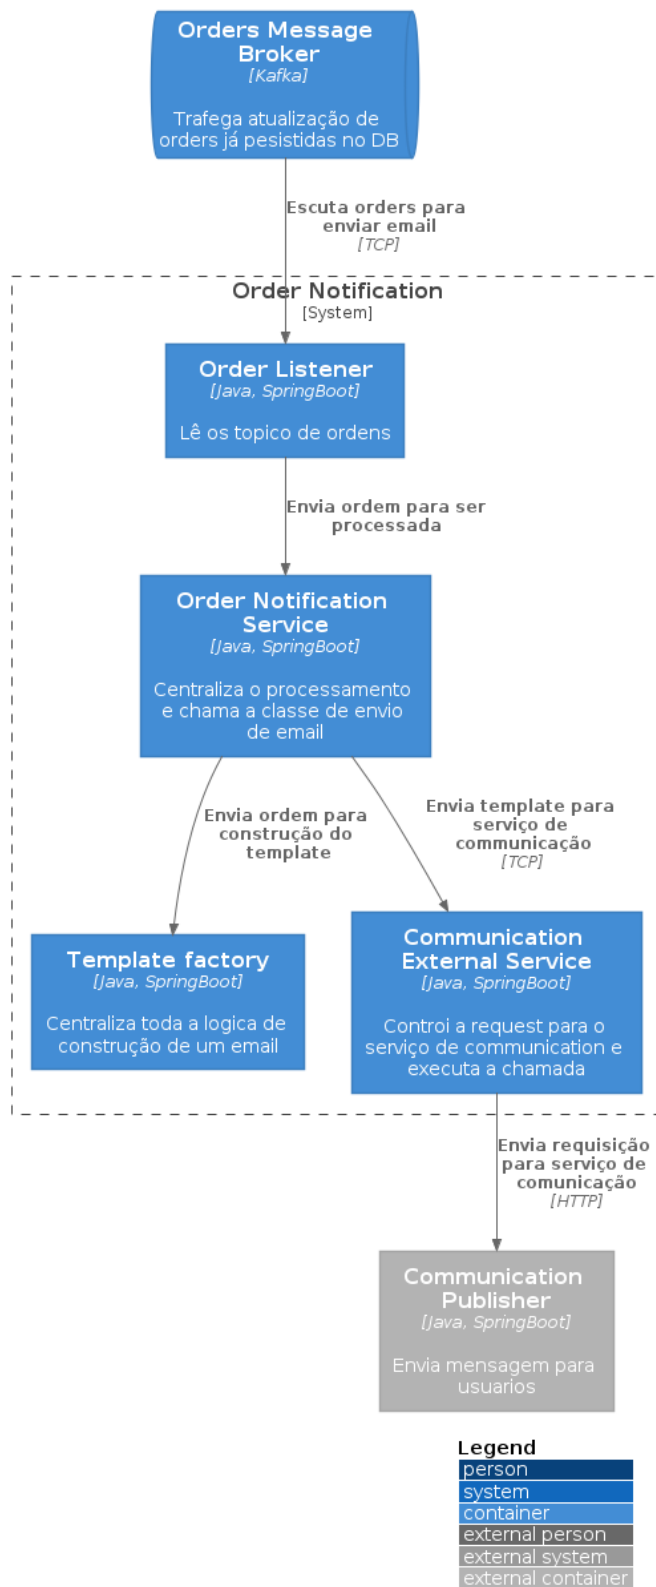 Orders Message
Broker
[Kafka]
Trafega atualização de
orders já pesistidas no DB
Escuta orders para
enviar email
[TCP]
Order Notification
[System]
Order Listener
[Java, SpringBoot]
Lê os topico de ordens
Envia ordem para ser
processada
Order Notification
Service
[Java, SpringBoot]
Centraliza o processamento
e chama a classe de envio
de email
Envia ordem para
construção do
template
Envia template para
serviço de
communicação
[TCP]
Template factory
[Java, SpringBoot]
Centraliza toda a logica de
construção de um email
Communication
External Service
[Java, SpringBoot]
Controi a request para o
serviço de communication e
executa a chamada
Envia requisição
para serviço de
comunicação
[HTTP]
Communication
Publisher
[Java, SpringBoot]
Envia mensagem para
usuarios
Legend
person
system
container
external person
external system
external container